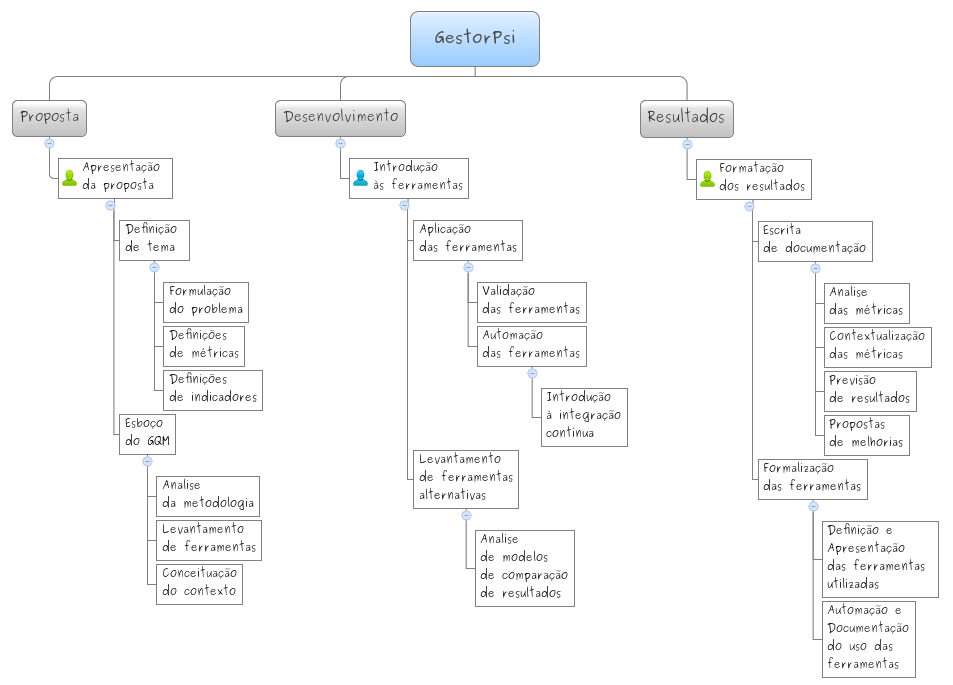 GestorPsi
Proposta
Apresentação
da proposta
Definição
de tema
Formulação
do problema
Definições
de métricas
Definições
de indicadores
Esboço
do GQM
Analise
da metodologia
Levantamento
de ferramentas
Conceituação
do contexto
Desenvolvimento
Introdução
às ferramentas
Aplicação
das ferramentas
Validação
das ferramentas
Automação
das ferramentas
Introdução
à integração
contínua
Levantamento
de ferramentas
alternativas
Analise
de modelos
de comparação
de resultados
Resultados
Formatação
dos resultados
Escrita
de documentação
Analise
das métricas
Contextualização
das métricas
Previsão
de resultados
Propostas
de melhorias
Formalização
das ferramentas
Definição e
Apresentação
das ferramentas
utilizadas
Automação e
Documentação
do uso das
ferramentas